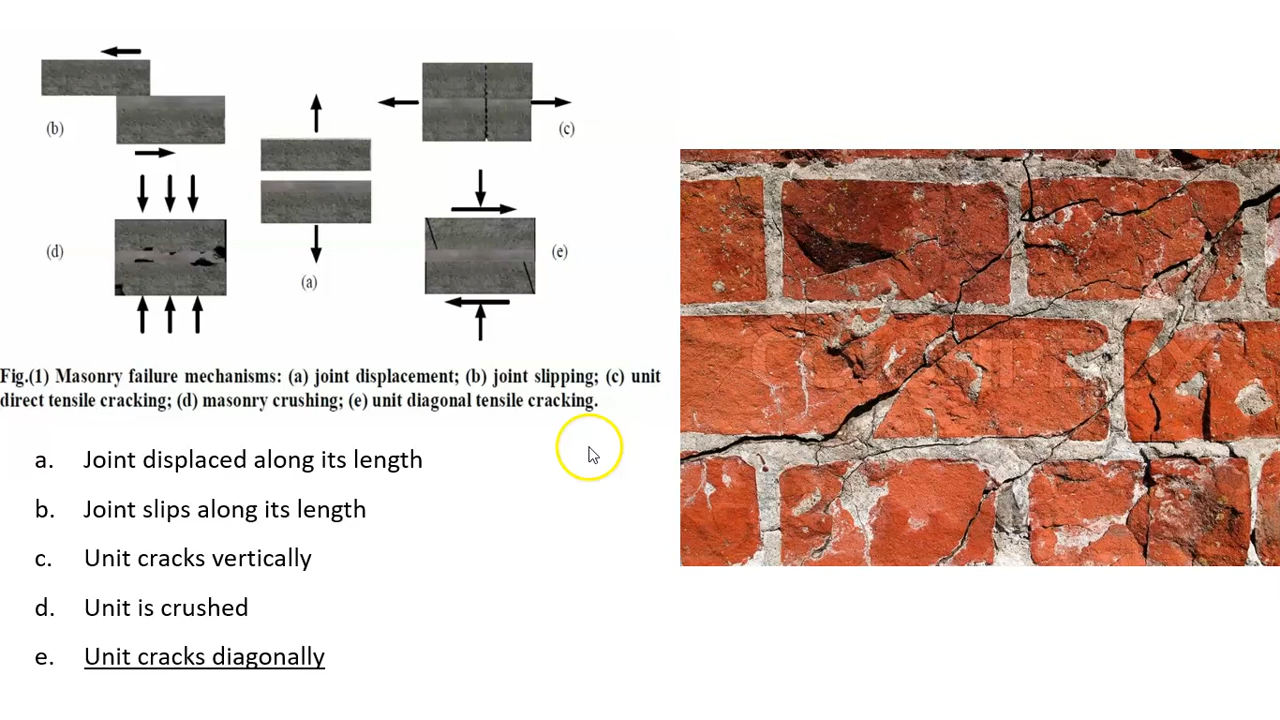 (b)
(c)
(d)
(a)
(e)
Fig.(1) Masonry failure mechanisms: (a) joint displacement; (b) joint slipping; (c) unit
direct tensile cracking; (d) masonry crushing; (e) unit diagonal tensile cracking.
a. Joint displaced along its length
b. Joint slips along its length
c. Unit cracks vertically
d. Unit is crushed
e. Unit cracks diagonally